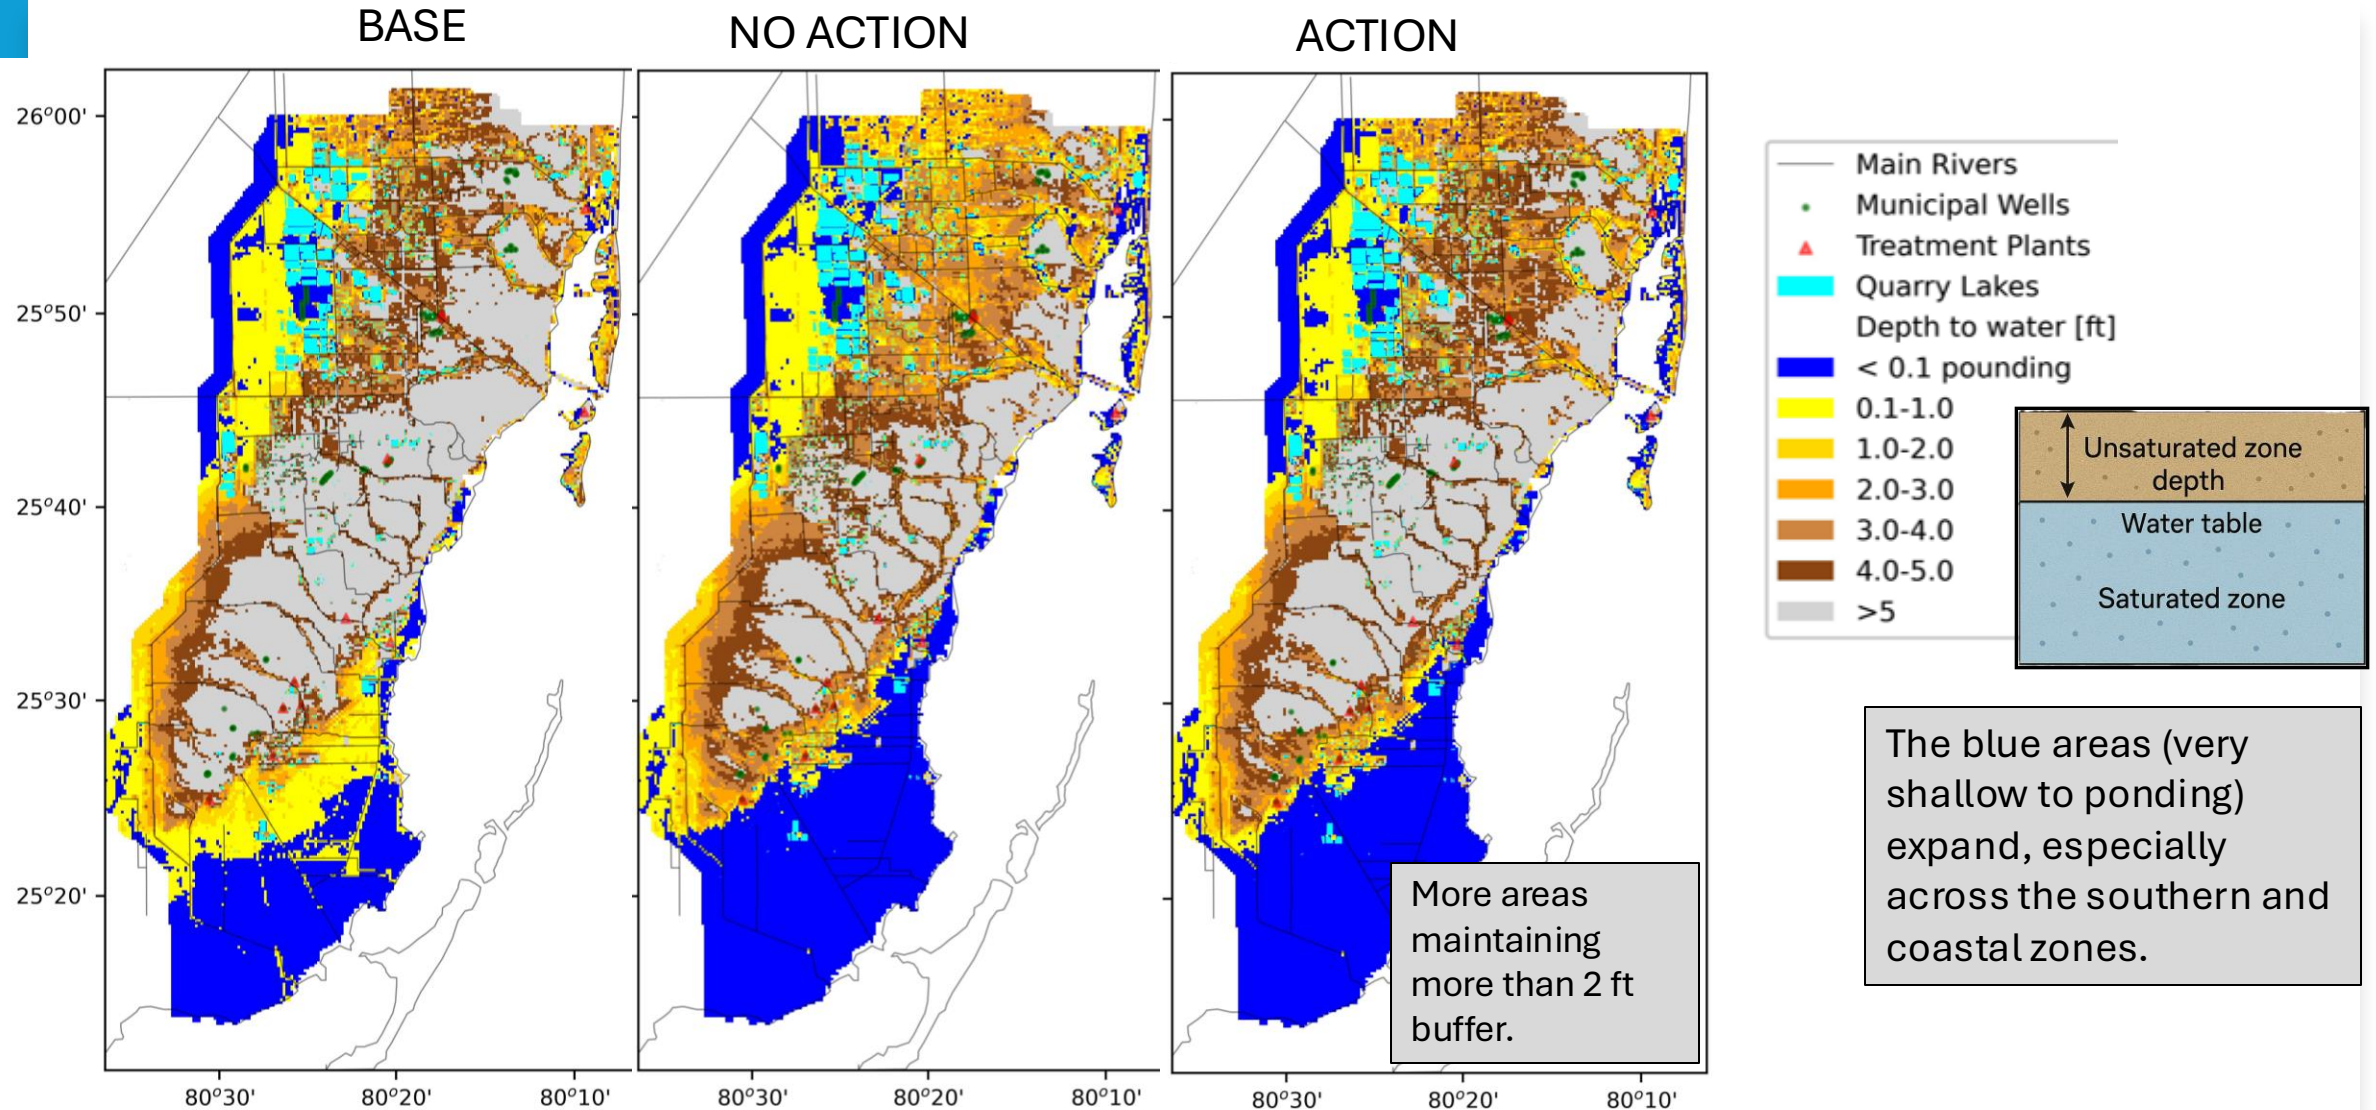 BASE
NO ACTION
ACTION
26°00'
25°50'
25°40'
25°30'
25°20'
80°30'
80°20'
80°10'
80°30'
80°20'
80°10'
80°30'
80°20'
80°10'
Main Rivers
Municipal Wells
Treatment Plants
Quarry Lakes
Depth to water [ft]
< 0.1 pounding
0.1-1.0
1.0-2.0
2.0-3.0
3.0-4.0
4.0-5.0
>5
Unsaturated zone
depth
Water table
Saturated zone
The blue areas (very
shallow to ponding)
expand, especially
across the southern and
coastal zones.
More areas
maintaining
more than 2 ft
buffer.